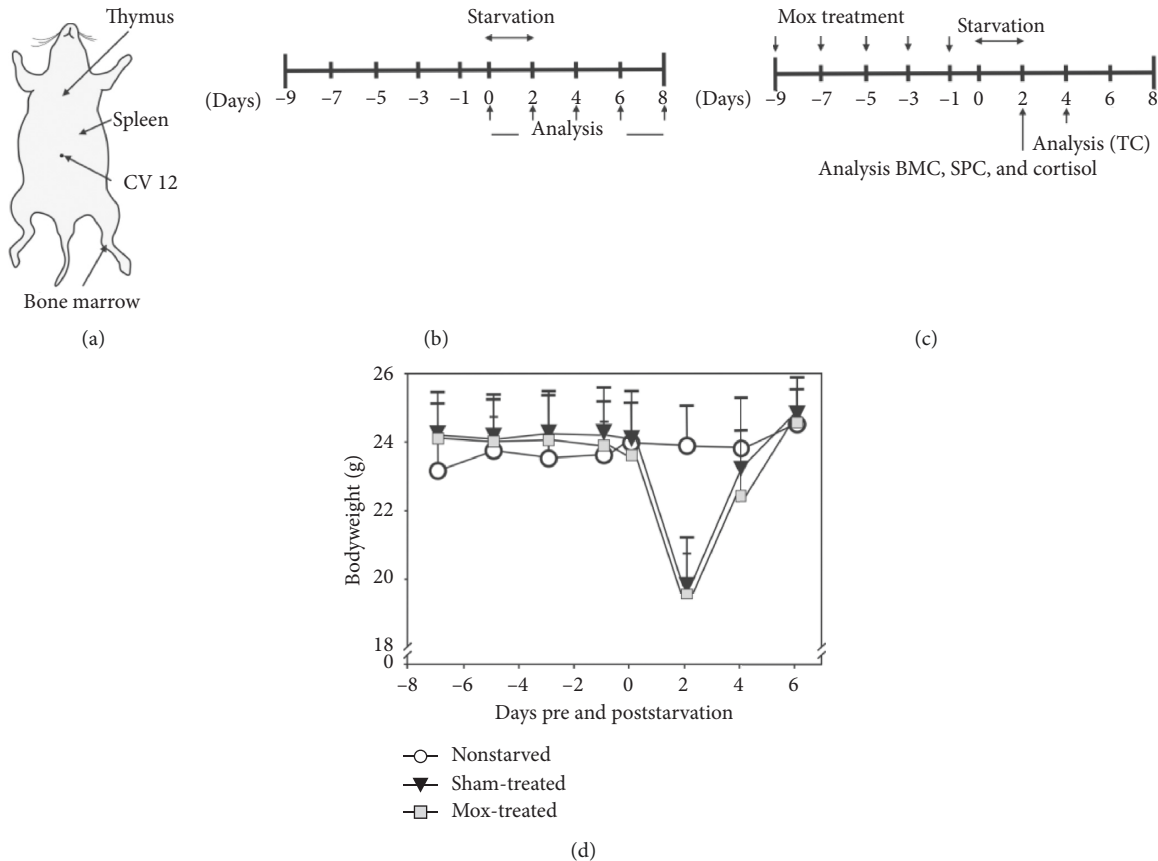 Thymus
Spleen
CV 12
Bone marrow
(a)
Starvation
(Days)
−9 −7 −5 −3 −1 0 2 4 6 8
Analysis
(b)
Mox treatment
Starvation
(Days)
−9 −7 −5 −3 −1 0 2 4 6 8
Analysis (TC)
Analysis BMC, SPC, and cortisol
(c)
Bodyweight (g)
26
24
22
20
18
0
−8 −6 −4 −2 0 2 4 6
Days pre and poststarvation
Nonstarved
Sham-treated
Mox-treated
(d)